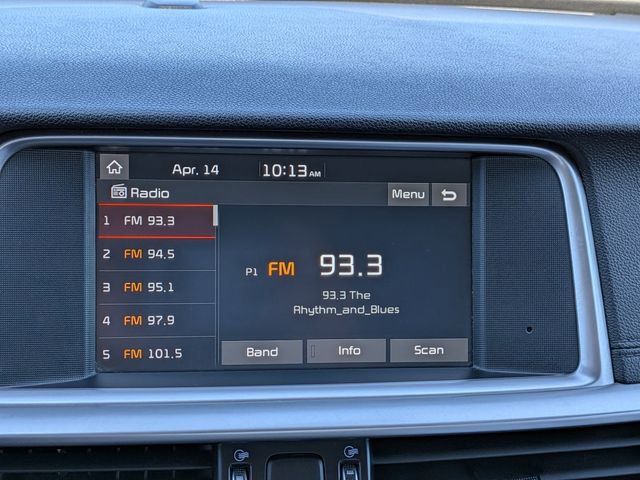 Apr. 14 10:13 AM
Radio Menu
1 FM 93.3
2 FM 94.5
3 FM 95.1
4 FM 97.9
5 FM 101.5
P1 FM 93.3
93.3 The
Rhythm_and_Blues
Band Info Scan